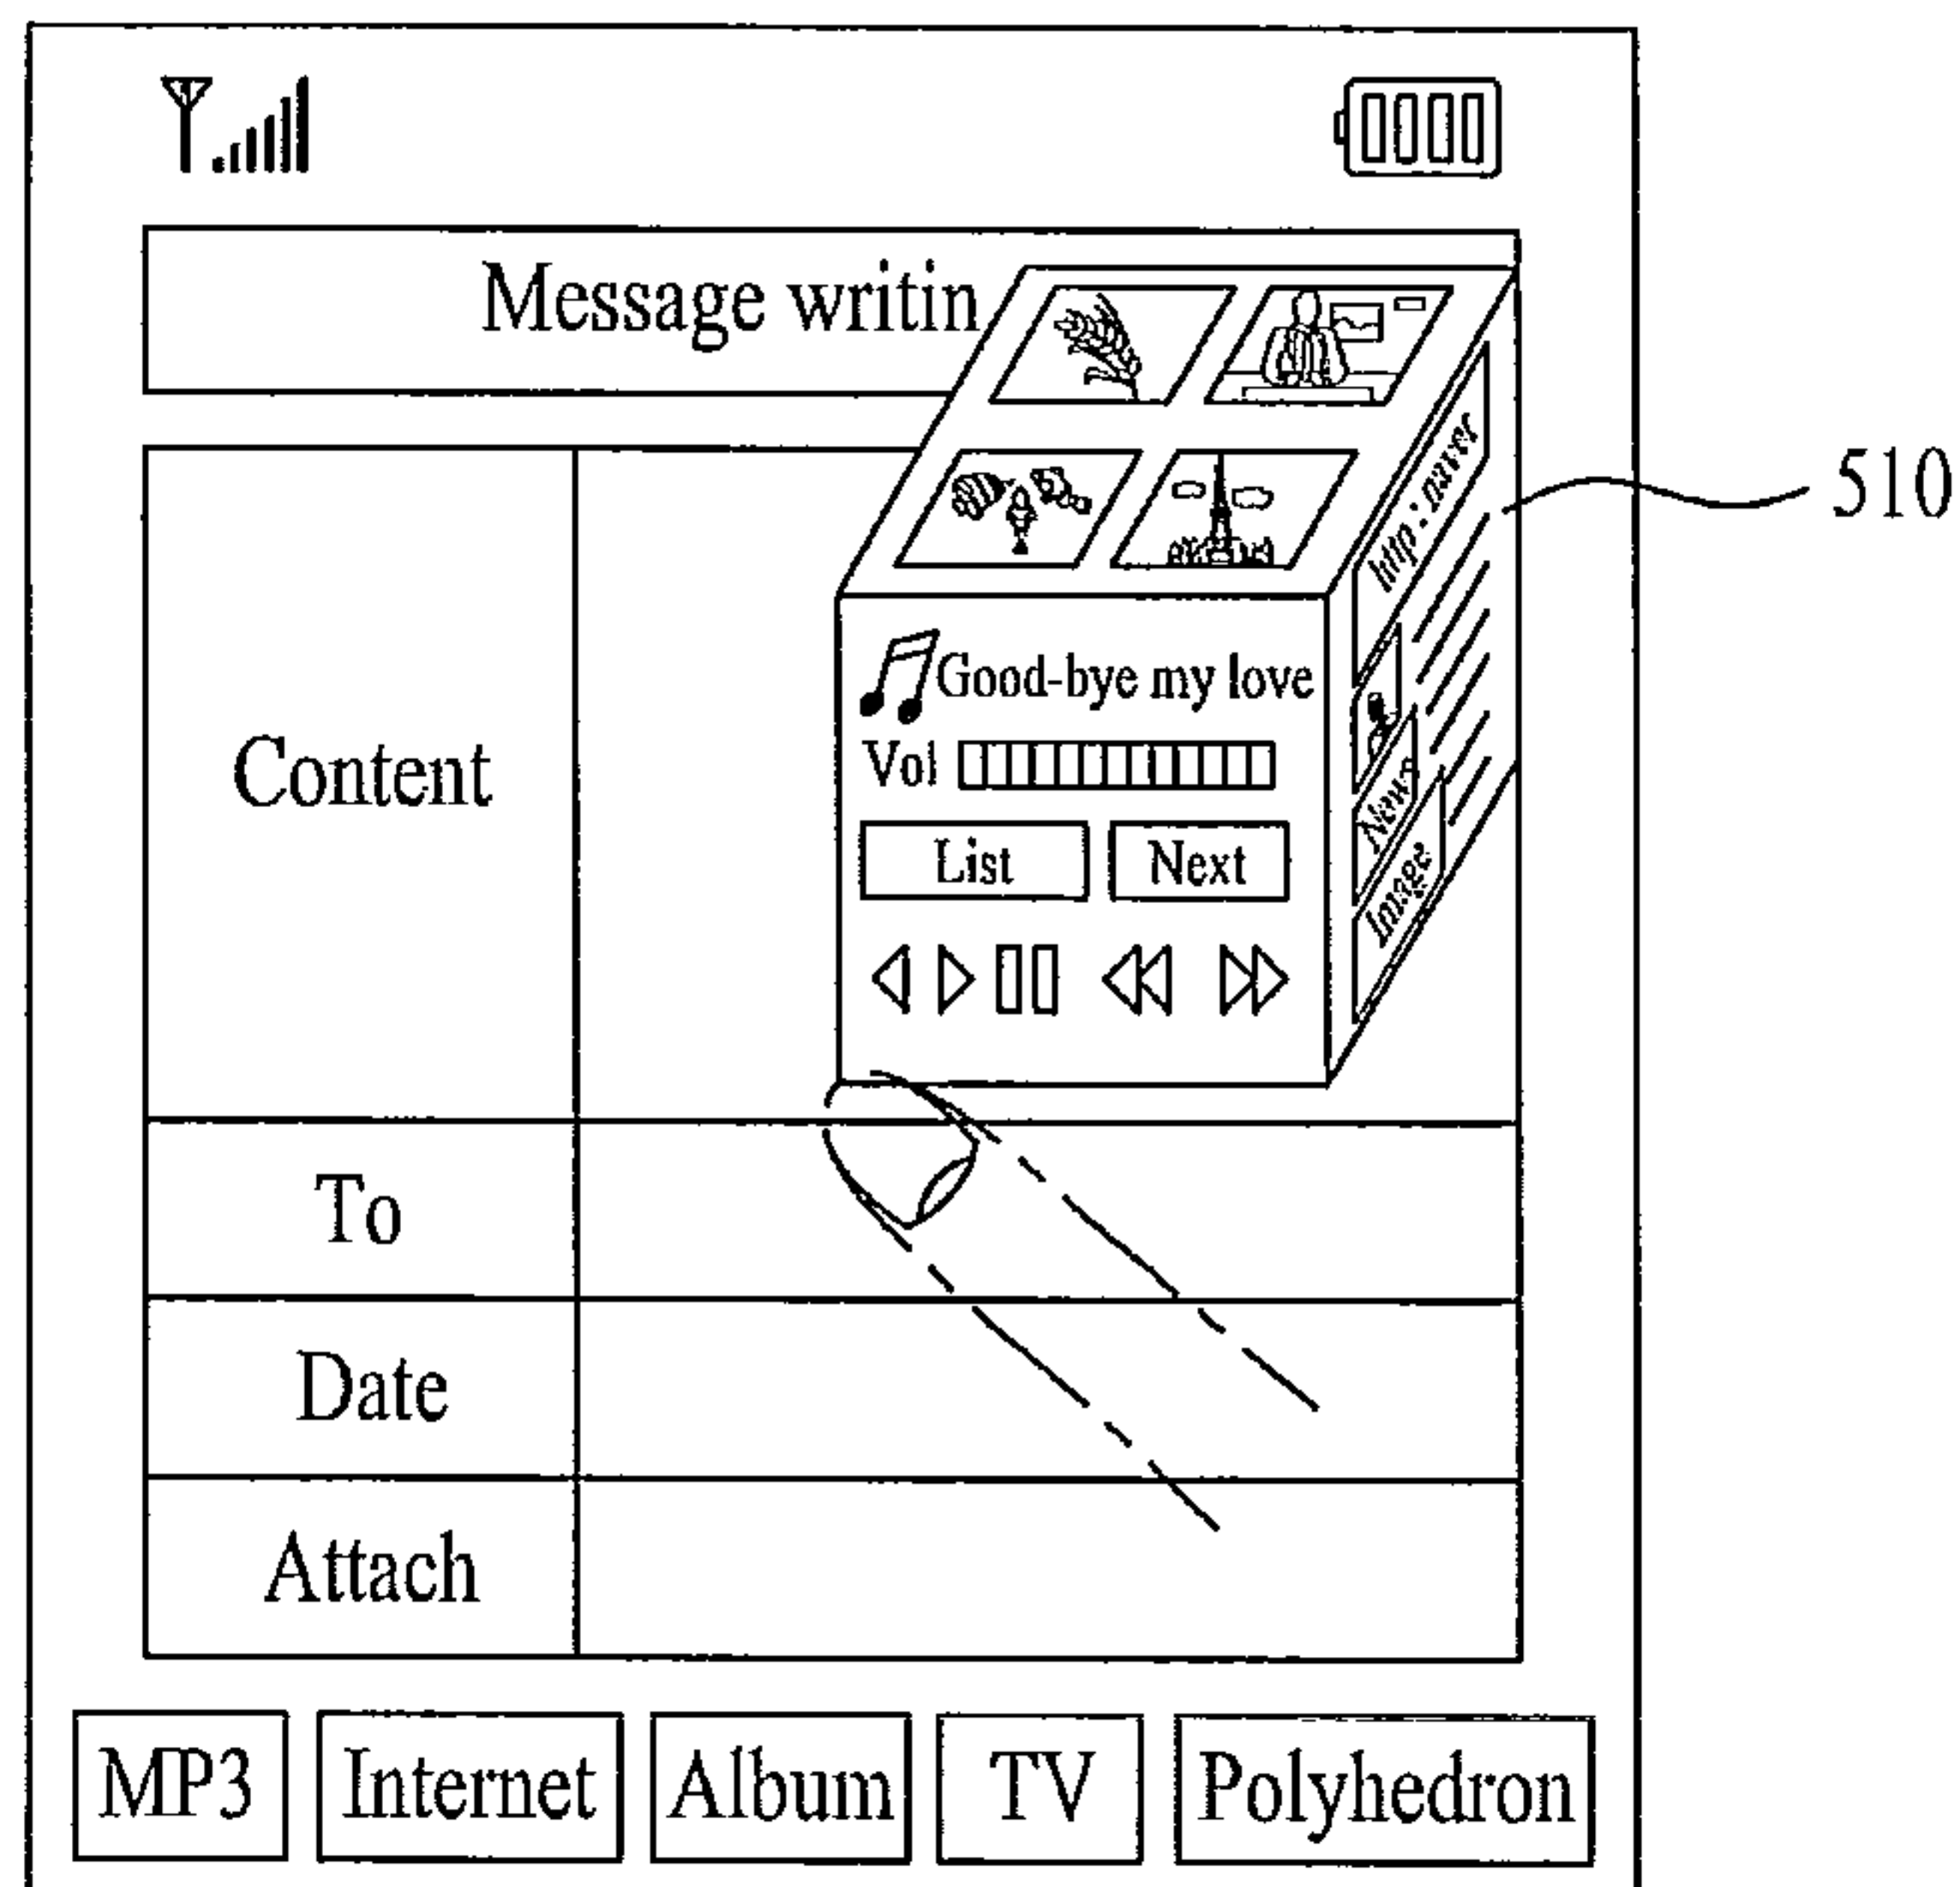 Message writin
http:naver
510
Good-bye my love
Vol
List Next
Content
News
Image
To
Date
Attach
MP3 Internet Album TV Polyhedron